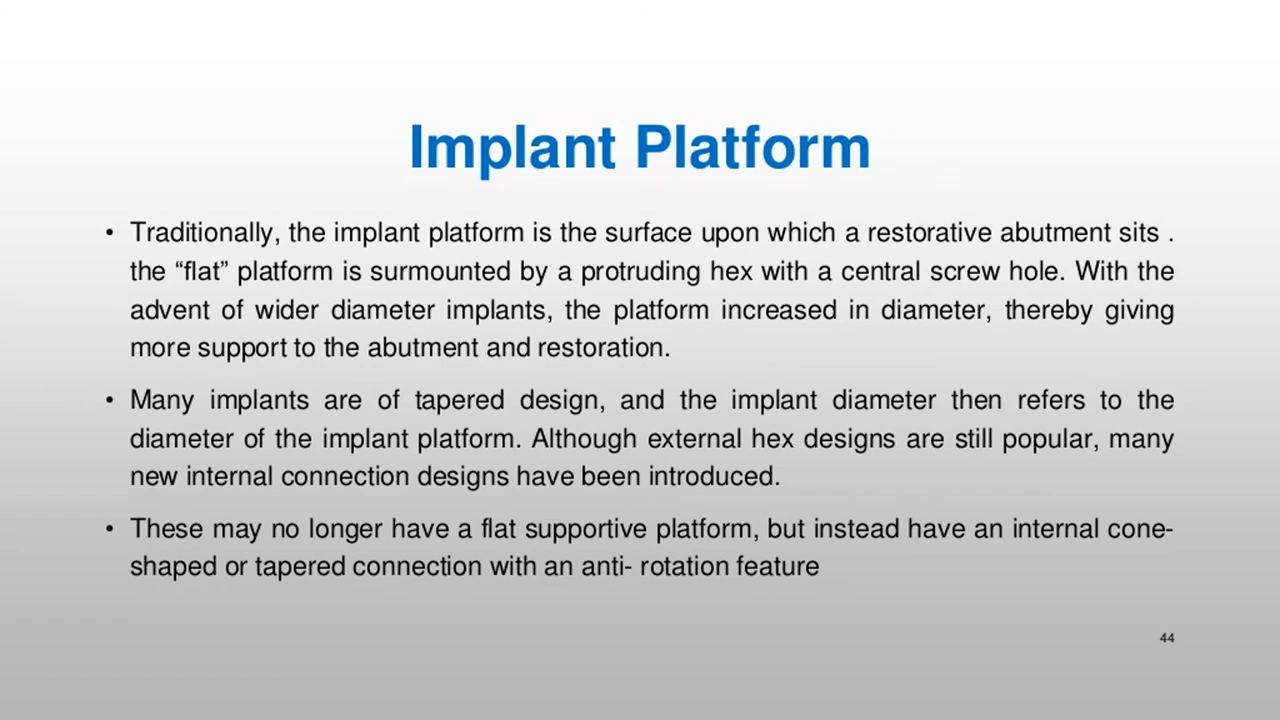 Implant Platform
• Traditionally, the implant platform is the surface upon which a restorative abutment sits .
the “flat” platform is surmounted by a protruding hex with a central screw hole. With the
advent of wider diameter implants, the platform increased in diameter, thereby giving
more support to the abutment and restoration.
• Many implants are of tapered design, and the implant diameter then refers to the
diameter of the implant platform. Although external hex designs are still popular, many
new internal connection designs have been introduced.
• These may no longer have a flat supportive platform, but instead have an internal cone-
shaped or tapered connection with an anti- rotation feature
44